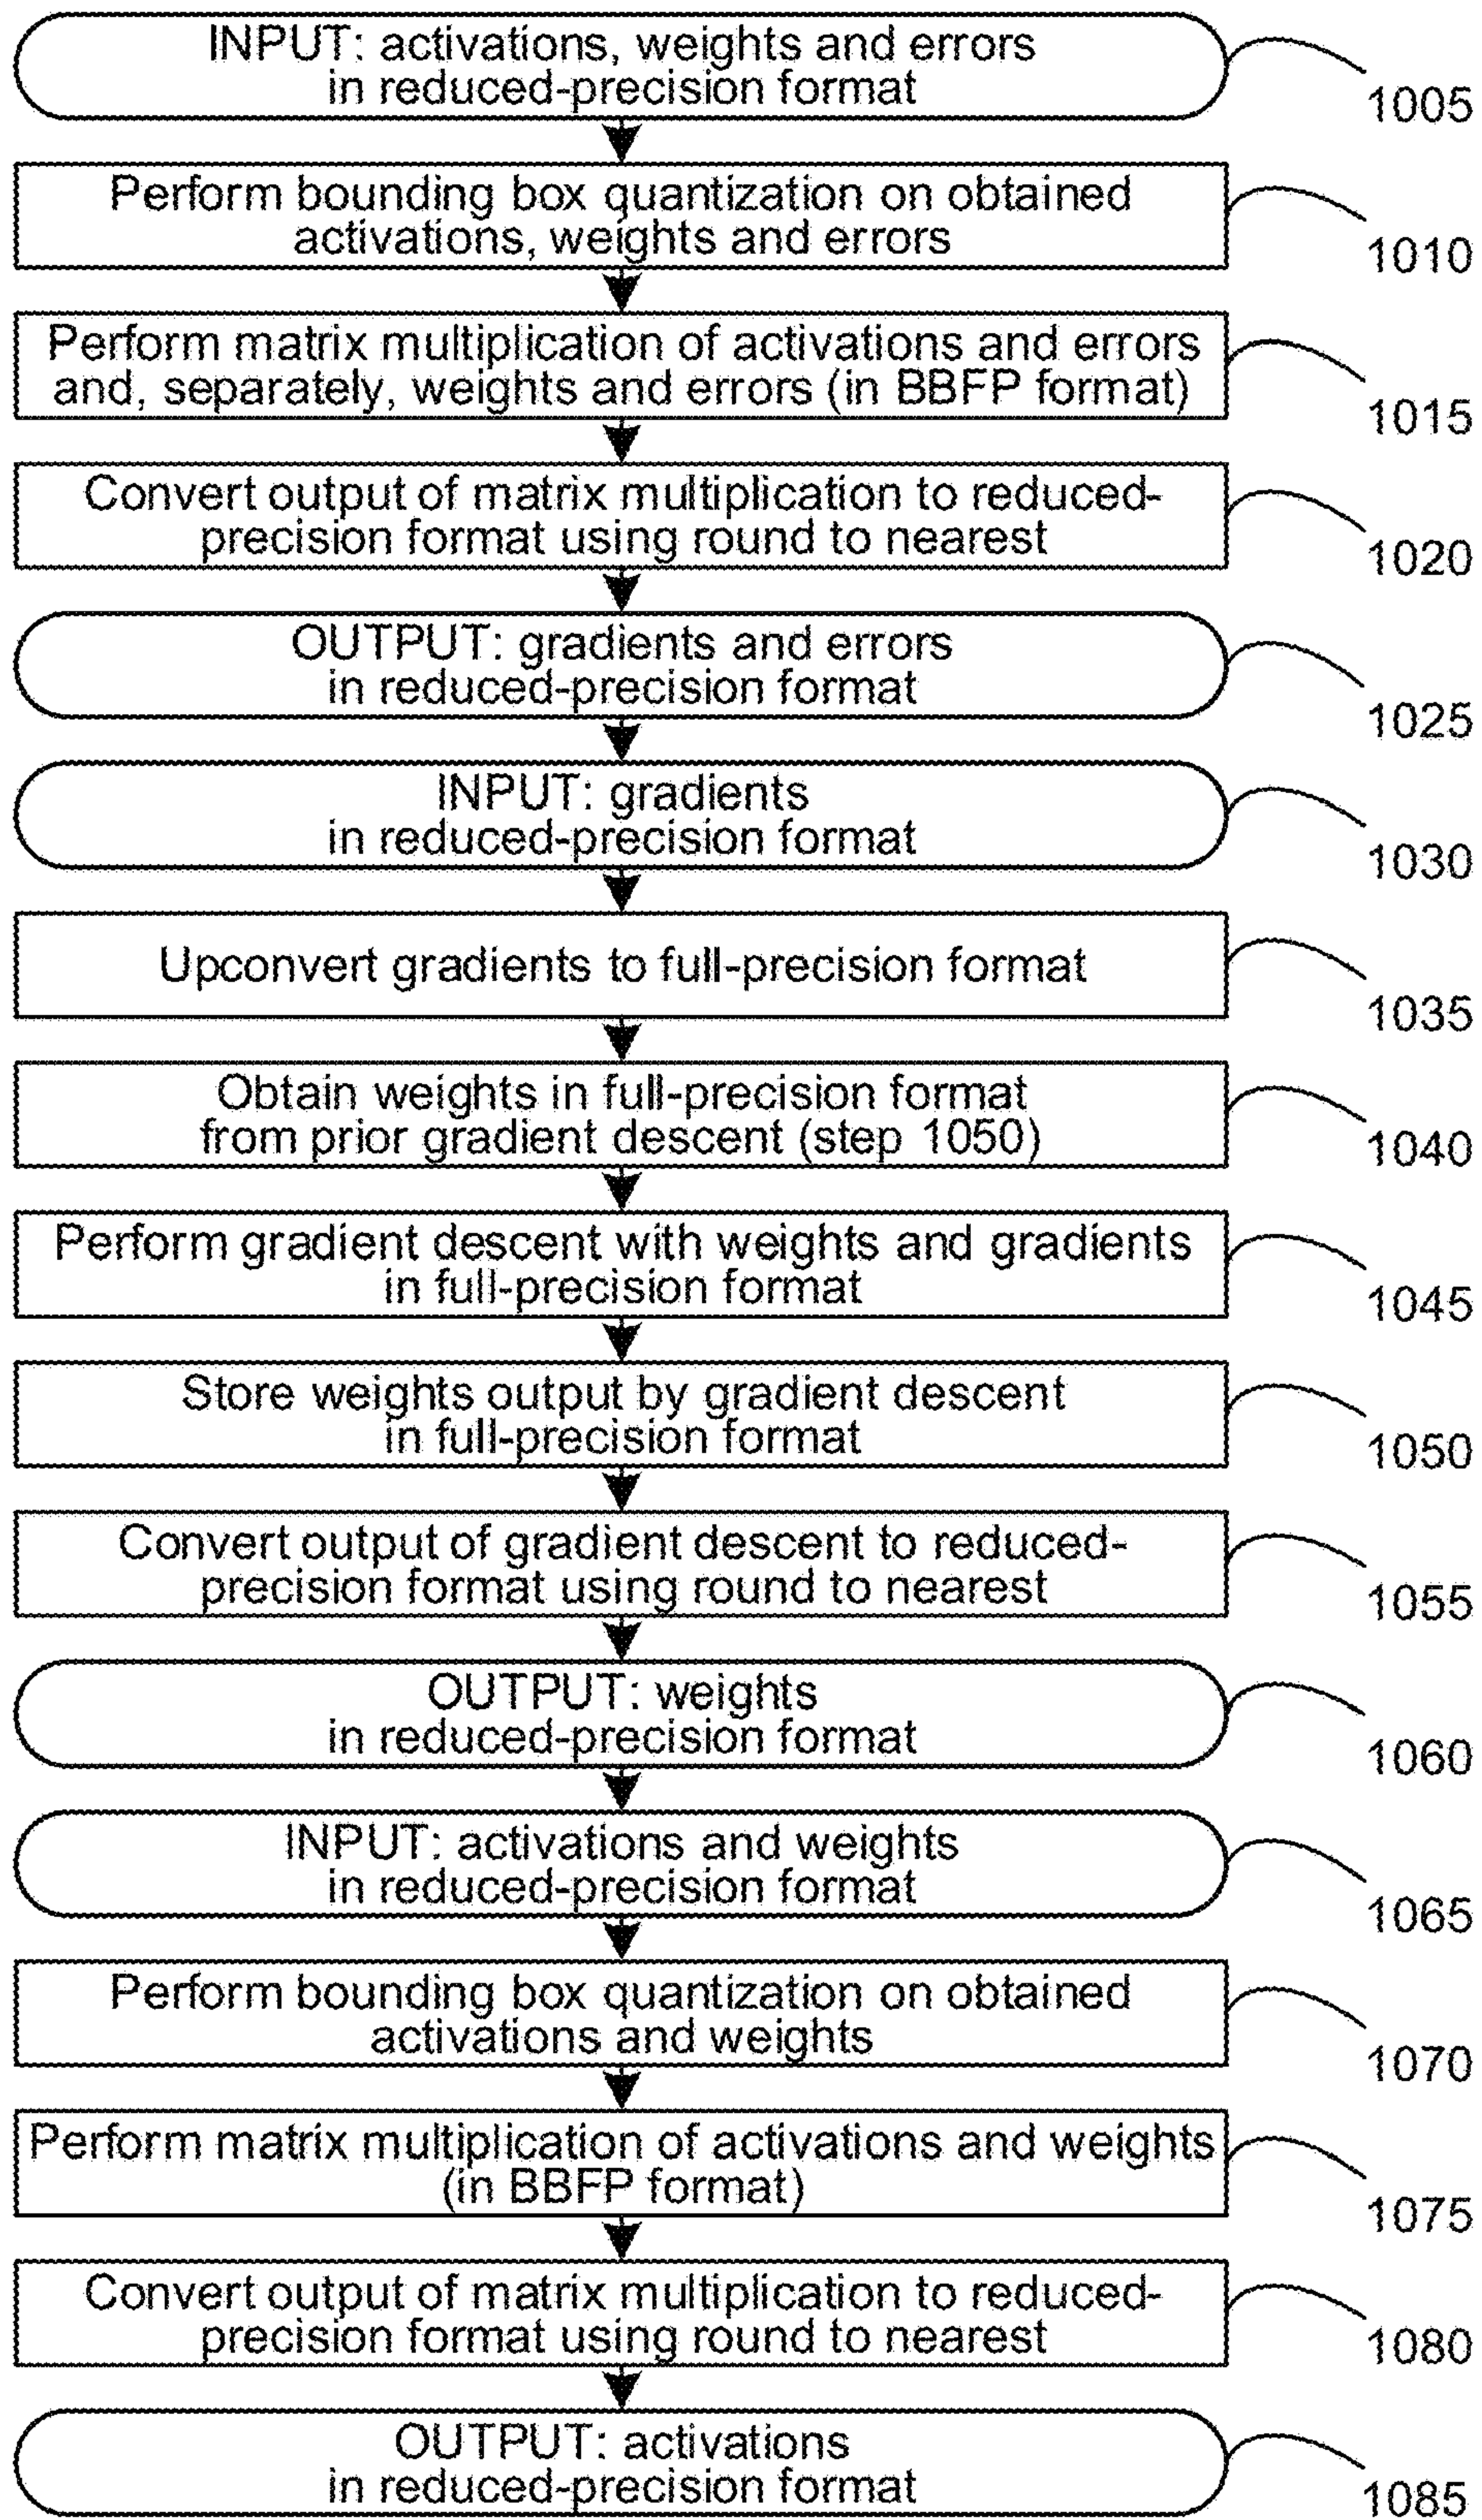 INPUT: activations, weights and errors
in reduced-precision format
1005
Perform bounding box quantization on obtained
activations, weights and errors
1010
Perform matrix multiplication of activations and errors
and, separately, weights and errors (in BBFP format)
1015
Convert output of matrix multiplication to reduced-
precision format using round to nearest
1020
OUTPUT: gradients and errors
in reduced-precision format
1025
INPUT: gradients
in reduced-precision format
1030
Upconvert gradients to full-precision format
1035
Obtain weights in full-precision format
from prior gradient descent (step 1050)
1040
Perform gradient descent with weights and gradients
in full-precision format
1045
Store weights output by gradient descent
in full-precision format
1050
Convert output of gradient descent to reduced-
precision format using round to nearest
1055
OUTPUT: weights
in reduced-precision format
1060
INPUT: activations and weights
in reduced-precision format
1065
Perform bounding box quantization on obtained
activations and weights
1070
Perform matrix multiplication of activations and weights
(in BBFP format)
1075
Convert output of matrix multiplication to reduced-
precision format using round to nearest
1080
OUTPUT: activations
in reduced-precision format
1085